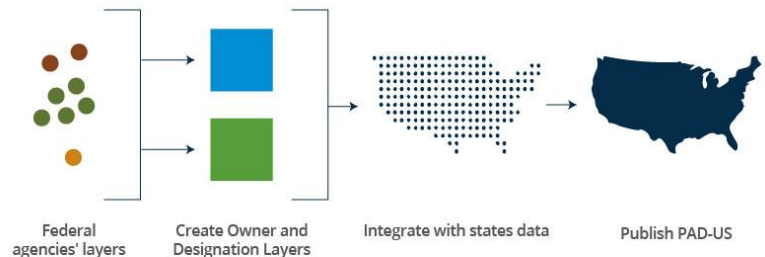 Federal
agencies' layers
Create Owner and
Designation Layers
Integrate with states data
Publish PAD-US